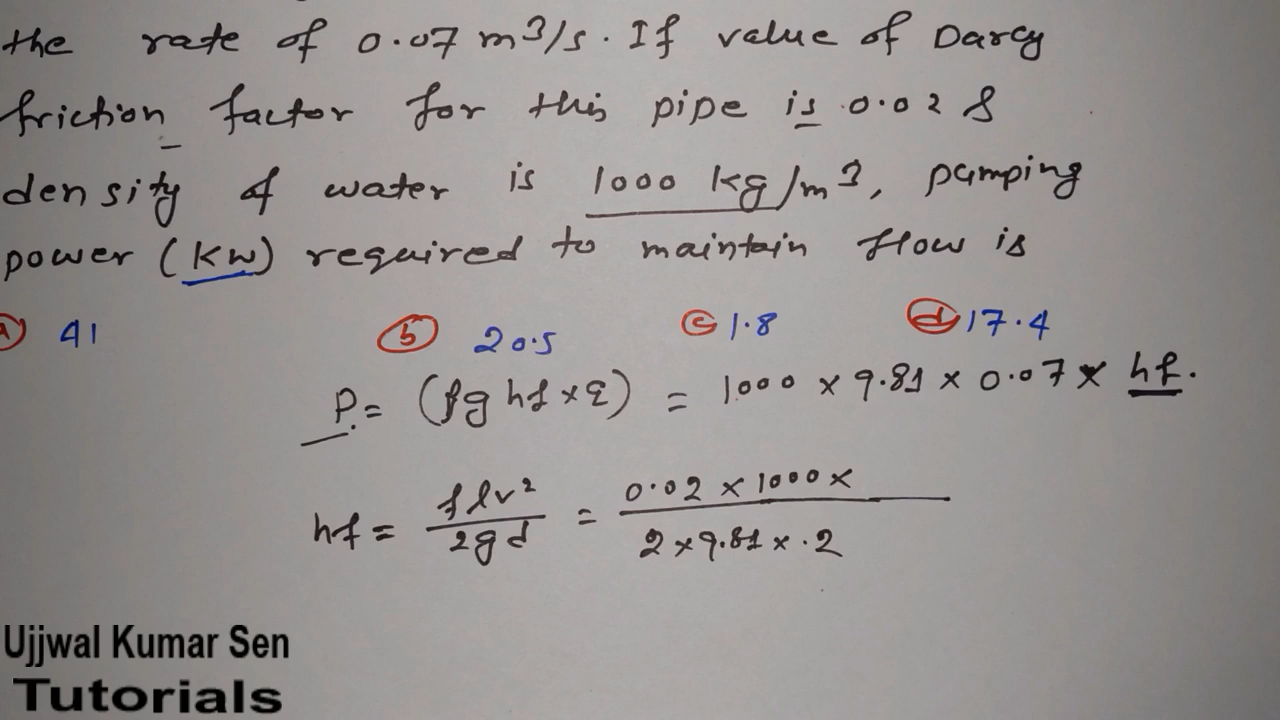 the rate of 0.07 m3/s. If value of Darcy
friction factor for this pipe is 0.02 &
density of water is 1000 kg/m3, pumping
power (KW) required to maintain flow is
a 41 b 20.5 c 1.8 d 17.4
P. = (ρg hf × Q) = 1000 × 9.81 × 0.07 × hf.
hf = flv²/2gd = 0.02 × 1000 × / 2 × 9.81 × .2
Ujjwal Kumar Sen
Tutorials